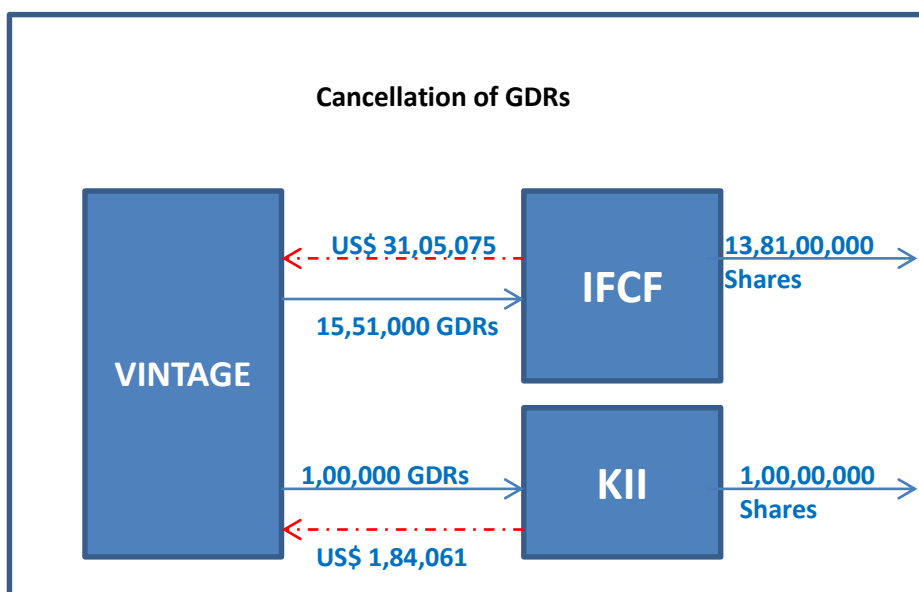 Cancellation of GDRs
US$ 31,05,075
13,81,00,000
Shares
IFCF
15,51,000 GDRs
VINTAGE
1,00,000 GDRs
KII
1,00,00,000
Shares
US$ 1,84,061